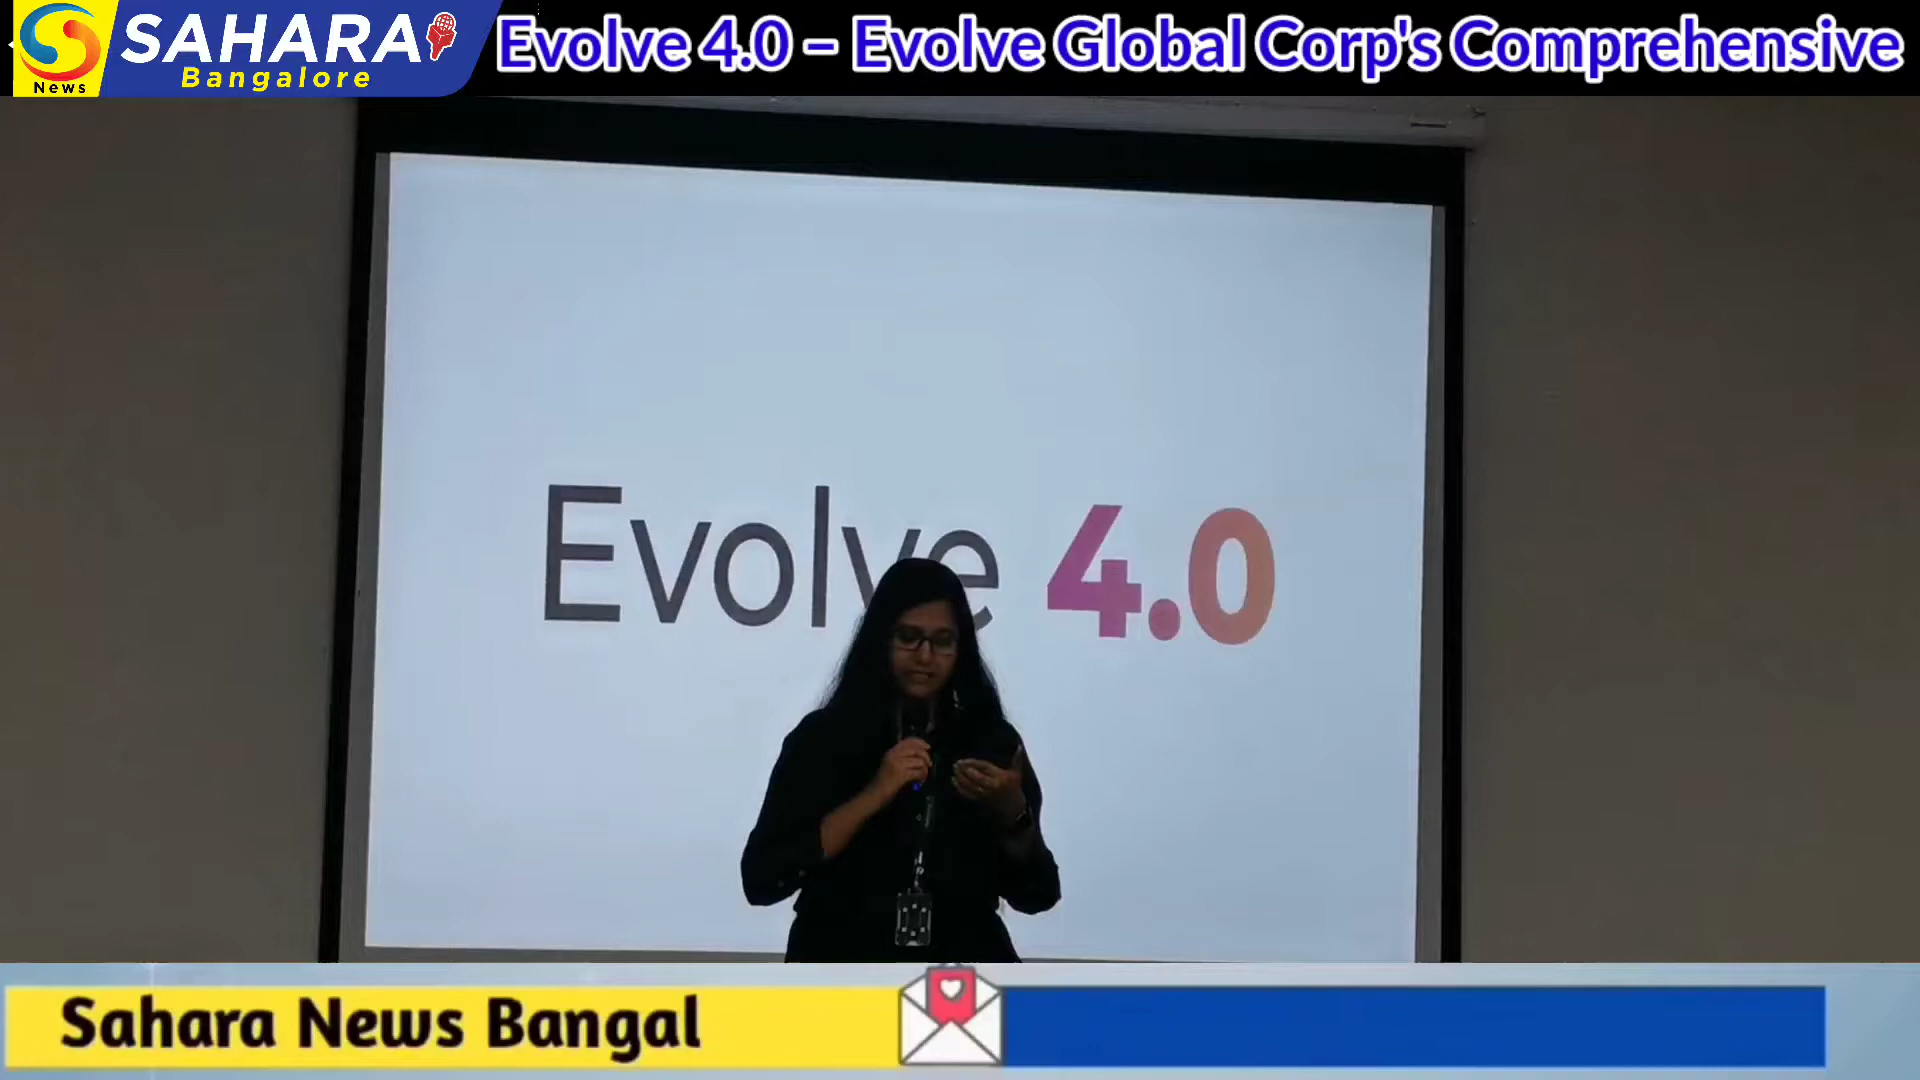 SAHARA
Bangalore
News
Evolve 4.0 – Evolve Global Corp's Comprehensive
Evolve 4.0
Sahara News Bangal